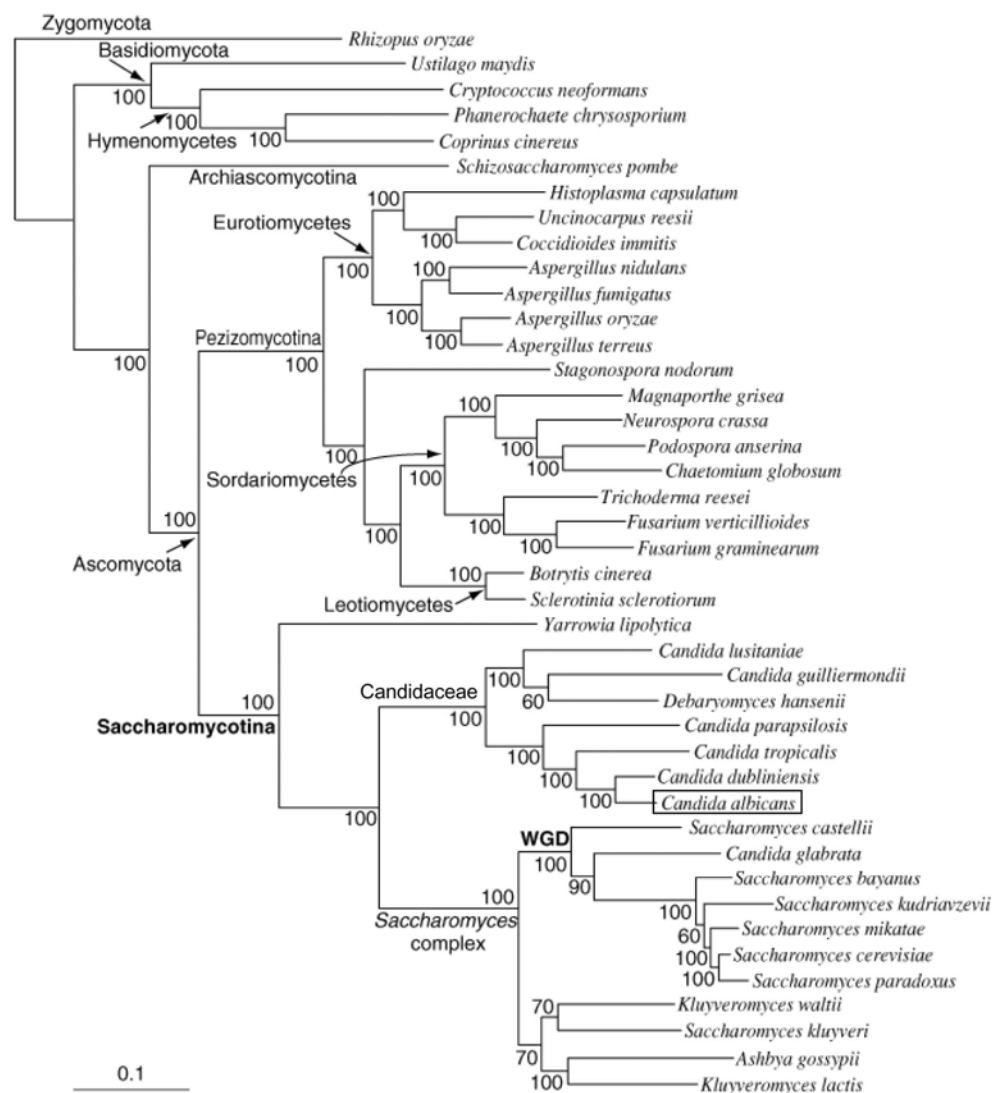 Zygomycota
Rhizopus oryzae
Basidiomycota
Ustilago maydis
100
Cryptococcus neoformans
Phanerochaete chrysosporium
100
Hymenomycetes
100
Coprinus cinereus
Schizosaccharomyces pombe
Archiascomycotina
Histoplasma capsulatum
100
Eurotiomycetes
Uncinocarpus reesii
100
Coccidioides immitis
100
100
Aspergillus nidulans
Aspergillus fumigatus
100
Aspergillus oryzae
Pezizomycotina
100
Aspergillus terreus
100
100
Stagonospora nodorum
Magnaporthe grisea
100
Neurospora crassa
100
Podospora anserina
100
100
Chaetomium globosum
Sordariomycetes
100
Trichoderma reesei
100
100
Fusarium verticillioides
100
100
Fusarium graminearum
Ascomycota
100
Botrytis cinerea
Leotiomycetes
Sclerotinia sclerotiorum
Yarrowia lipolytica
Candida lusitaniae
100
Candida guilliermondii
Candidaceae
100
60
Debaryomyces hansenii
Saccharomycotina
100
Candida parapsilosis
100
Candida tropicalis
100
Candida dubliniensis
100
Candida albicans
100
Saccharomyces castellii
WGD
100
Candida glabrata
90
Saccharomyces bayanus
100
Saccharomyces kudriavzevii
100
Saccharomyces
complex
60
Saccharomyces mikatae
100
Saccharomyces cerevisiae
100
Saccharomyces paradoxus
70
Kluyveromyces waltii
Saccharomyces kluyveri
70
Ashbya gossypii
100
Kluyveromyces lactis
0.1